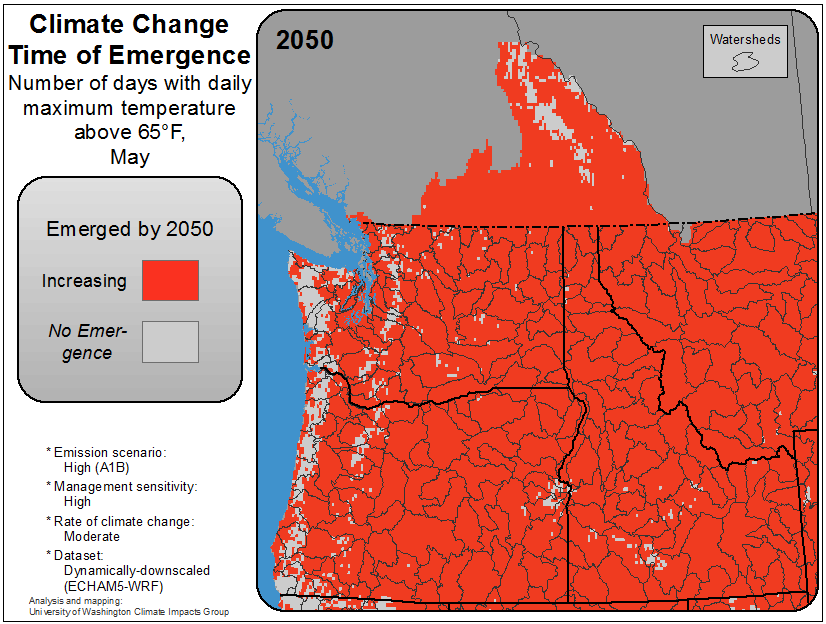 Climate Change
Time of Emergence
Number of days with daily
maximum temperature
above 65°F,
May
Emerged by 2050
Increasing
No Emer-
gence
* Emission scenario:
High (A1B)
* Management sensitivity:
High
* Rate of climate change:
Moderate
* Dataset:
Dynamically-downscaled
(ECHAM5-WRF)
Analysis and mapping:
University of Washington Climate Impacts Group
2050
Watersheds